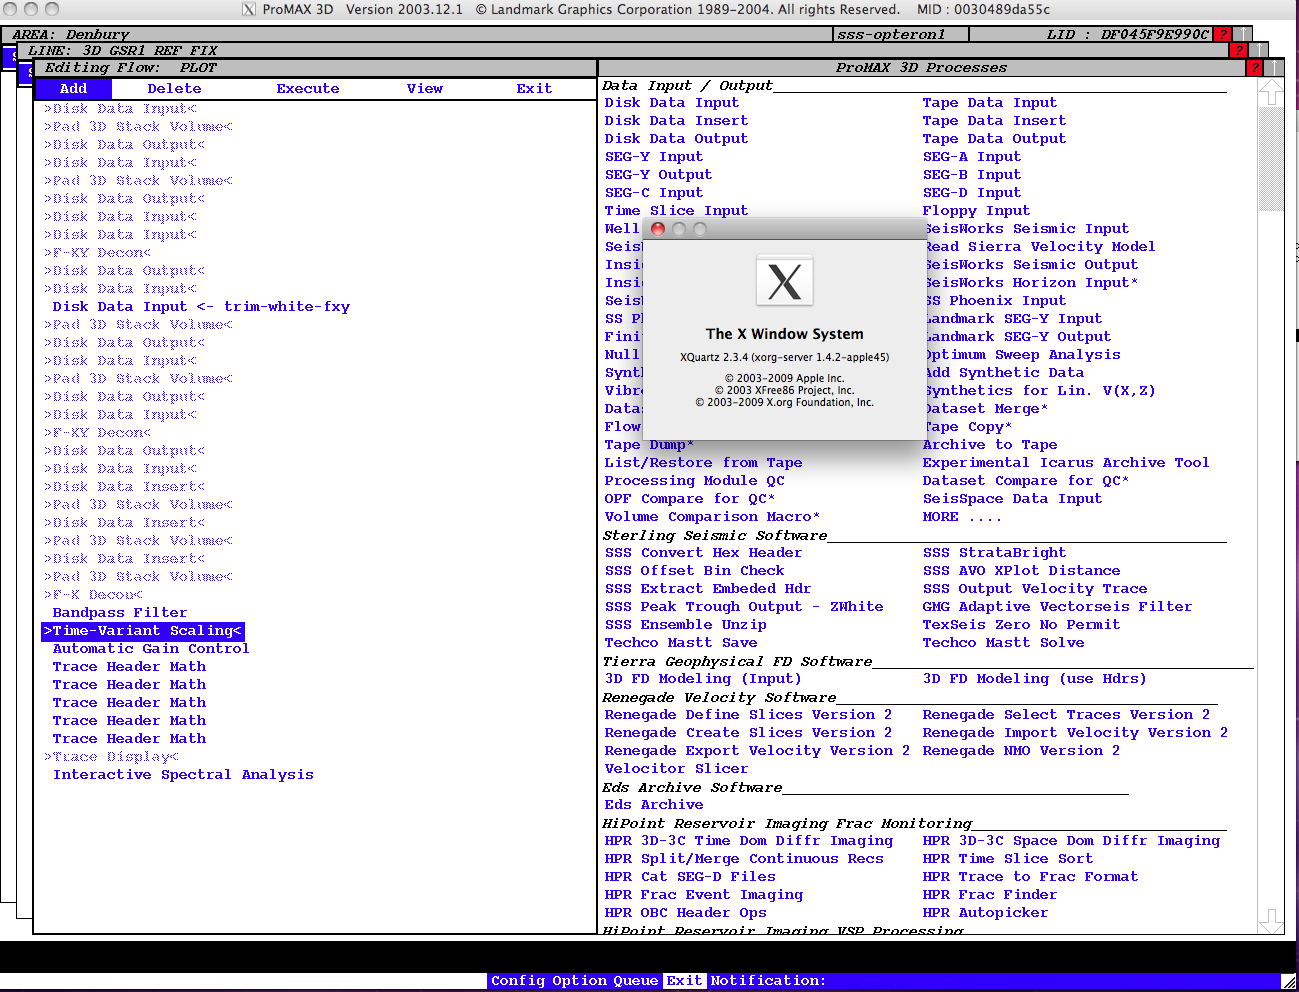 ProMAX 3D Version 2003.12.1 © Landmark Graphics Corporation 1989-2004. All rights Reserved. MID : 0030489da55c
AREA: Denbury
sss-opteron1
LID : DF045F9E990C ?
LINE: 3D GSR1 REF FIX
?
Editing Flow: PLOT
ProMAX 3D Processes
?
Add Delete Execute View Exit
>Disk Data Input<
>Pad 3D Stack Volume<
>Disk Data Output<
>Disk Data Input<
>Pad 3D Stack Volume<
>Disk Data Output<
>Disk Data Input<
>Disk Data Input<
>F-XY Decon<
>Disk Data Output<
>Disk Data Input<
Disk Data Input <- trim-white-fxy
>Pad 3D Stack Volume<
>Disk Data Output<
>Disk Data Input<
>Pad 3D Stack Volume<
>Disk Data Output<
>Disk Data Input<
>F-XY Decon<
>Disk Data Output<
>Disk Data Input<
>Disk Data Insert<
>Pad 3D Stack Volume<
>Disk Data Insert<
>Pad 3D Stack Volume<
>Disk Data Insert<
>Pad 3D Stack Volume<
>F-X Decon<
Bandpass Filter
>Time-Variant Scaling<
Automatic Gain Control
Trace Header Math
Trace Header Math
Trace Header Math
Trace Header Math
Trace Header Math
>Trace Display<
Interactive Spectral Analysis
Data Input / Output
Disk Data Input Tape Data Input
Disk Data Insert Tape Data Insert
Disk Data Output Tape Data Output
SEG-Y Input SEG-A Input
SEG-Y Output SEG-B Input
SEG-C Input SEG-D Input
Time Slice Input Floppy Input
Well SeisWorks Seismic Input
Seis Read Sierra Velocity Model
Insi SeisWorks Seismic Output
Insi SeisWorks Horizon Input*
Seis SS Phoenix Input
SS P Landmark SEG-Y Input
Fini Landmark SEG-Y Output
Null Optimum Sweep Analysis
Synt Add Synthetic Data
Vibr Synthetics for Lin. V(X,Z)
Data Dataset Merge*
Flow Tape Copy*
Tape Dump* Archive to Tape
List/Restore from Tape Experimental Icarus Archive Tool
Processing Module QC Dataset Compare for QC*
OPF Compare for QC* SeisSpace Data Input
Volume Comparison Macro* MORE ....
Sterling Seismic Software
SSS Convert Hex Header SSS StrataBright
SSS Offset Bin Check SSS AVO XPlot Distance
SSS Extract Embeded Hdr SSS Output Velocity Trace
SSS Peak Trough Output - ZWhite GMG Adaptive Vectorseis Filter
SSS Ensemble Unzip TexSeis Zero No Permit
Techco Mastt Save Techco Mastt Solve
Tierra Geophysical FD Software
3D FD Modeling (Input) 3D FD Modeling (use Hdrs)
Renegade Velocity Software
Renegade Define Slices Version 2 Renegade Select Traces Version 2
Renegade Create Slices Version 2 Renegade Import Velocity Version 2
Renegade Export Velocity Version 2 Renegade NMO Version 2
Velocitor Slicer
Eds Archive Software
Eds Archive
HiPoint Reservoir Imaging Frac Monitoring
HPR 3D-3C Time Dom Diffr Imaging HPR 3D-3C Space Dom Diffr Imaging
HPR Split/Merge Continuous Recs HPR Time Slice Sort
HPR Cat SEG-D Files HPR Trace to Frac Format
HPR Frac Event Imaging HPR Frac Finder
HPR OBC Header Ops HPR Autopicker
HiPoint Reservoir Imaging VSP Processing
X
The X Window System
XQuartz 2.3.4 (xorg-server 1.4.2-apple45)
© 2003-2009 Apple Inc.
© 2003 XFree86 Project, Inc.
© 2003-2009 X.org Foundation, Inc.
Config Option Queue Exit Notification: